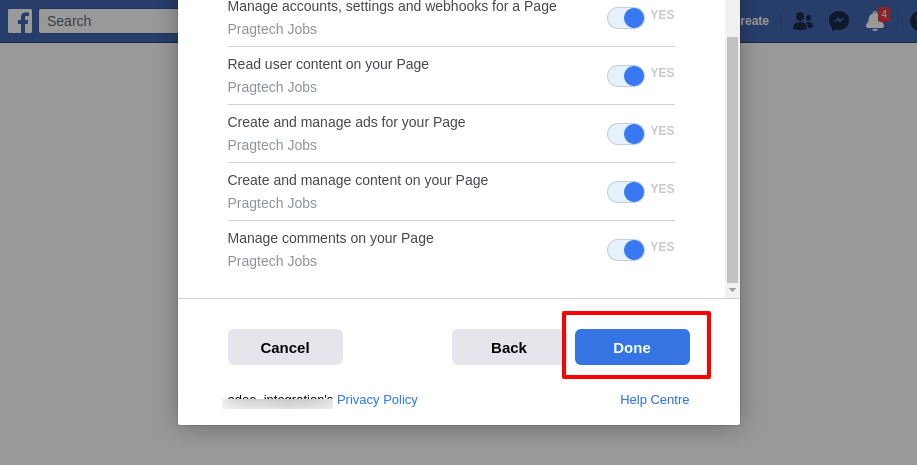 Search
reate
4
Manage accounts, settings and webhooks for a Page
YES
Pragtech Jobs
Read user content on your Page
YES
Pragtech Jobs
Create and manage ads for your Page
YES
Pragtech Jobs
Create and manage content on your Page
YES
Pragtech Jobs
Manage comments on your Page
YES
Pragtech Jobs
Cancel
Back
Done
odoo_integration's Privacy Policy
Help Centre